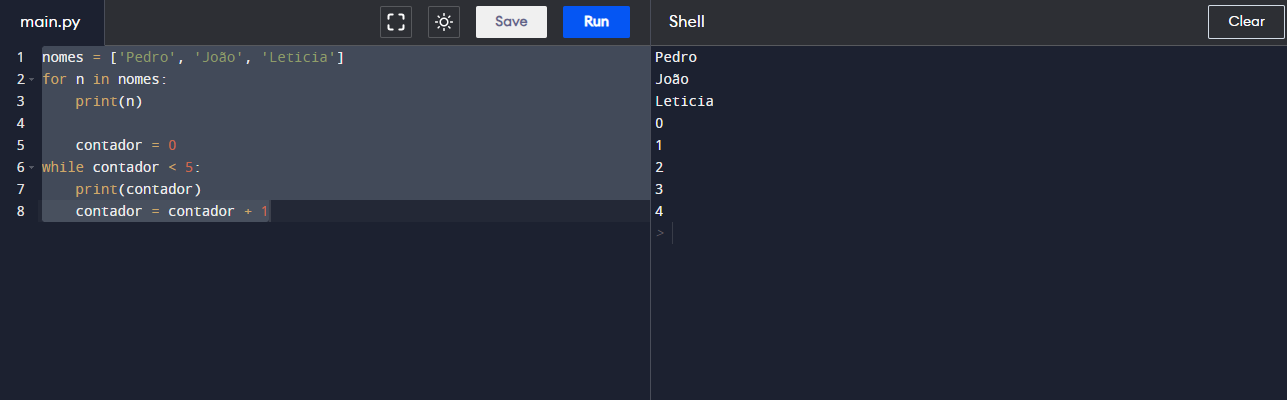 main.py
Save
Run
Shell
Clear
1 nomes = ['Pedro', 'João', 'Leticia']
2 for n in nomes:
3     print(n)
4
5     contador = 0
6 while contador < 5:
7     print(contador)
8     contador = contador + 1
Pedro
João
Leticia
0
1
2
3
4
>